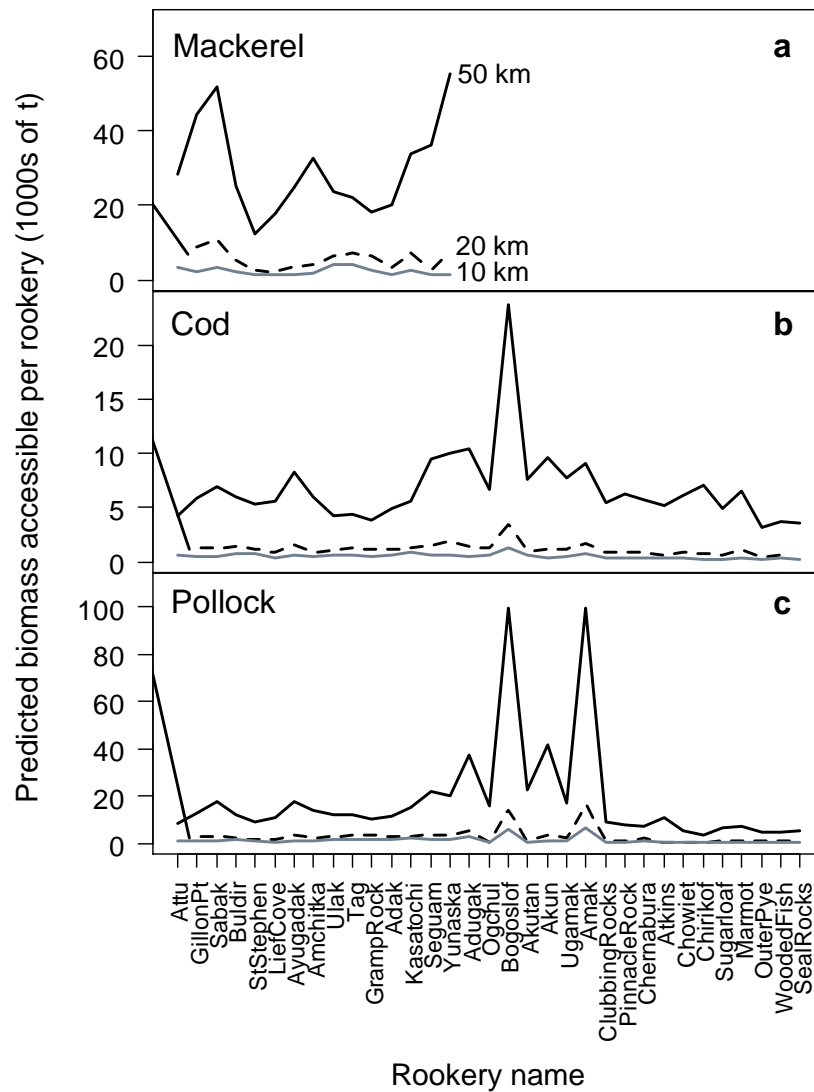 Mackerel
a
50 km
20 km
10 km
60
40
20
0
Cod
b
20
15
10
5
0
Pollock
c
100
80
60
40
20
0
Predicted biomass accessible per rookery (1000s of t)
Attu
GillonPt
Sabak
Buldir
StStephen
LiefCove
Ayugadak
Amchitka
Ulak
Tag
GrampRock
Adak
Kasatochi
Seguam
Yunaska
Adugak
Ogchul
Bogoslof
Akutan
Akun
Ugamak
Amak
ClubbingRocks
PinnacleRock
Chernabura
Atkins
Chowiet
Chirikof
Sugarloaf
Marmot
OuterPye
WoodedFish
SealRocks
Rookery name